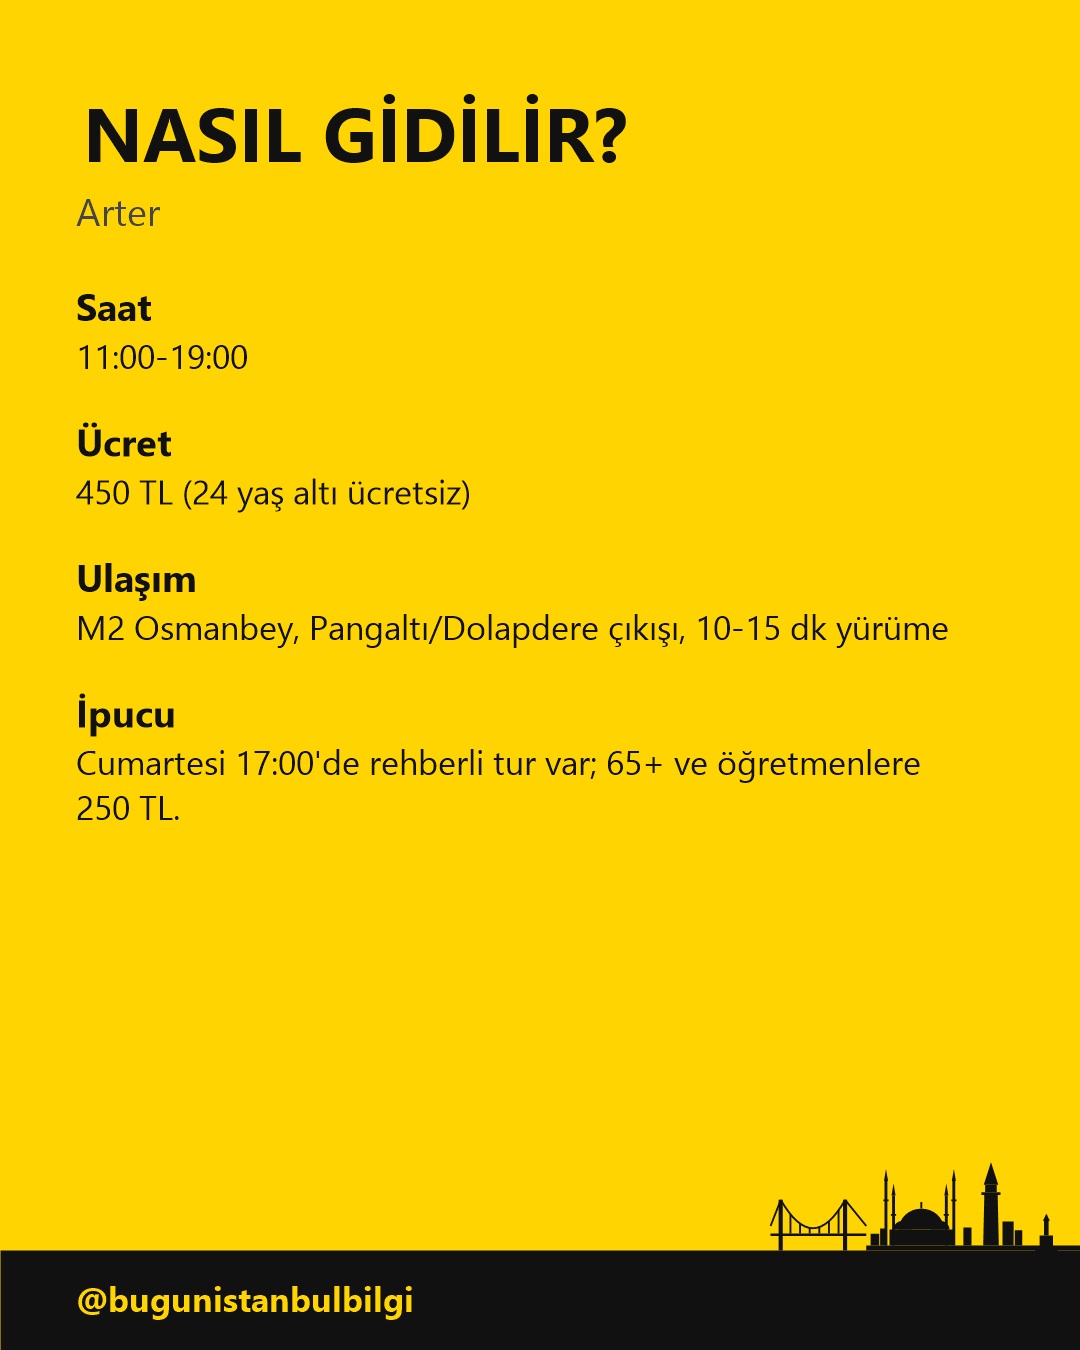 NASIL GİDİLİR?
Arter
Saat
11:00-19:00
Ücret
450 TL (24 yaş altı ücretsiz)
Ulaşım
M2 Osmanbey, Pangaltı/Dolapdere çıkışı, 10-15 dk yürüme
İpucu
Cumartesi 17:00'de rehberli tur var; 65+ ve öğretmenlere
250 TL.
@bugunistanbulbilgi